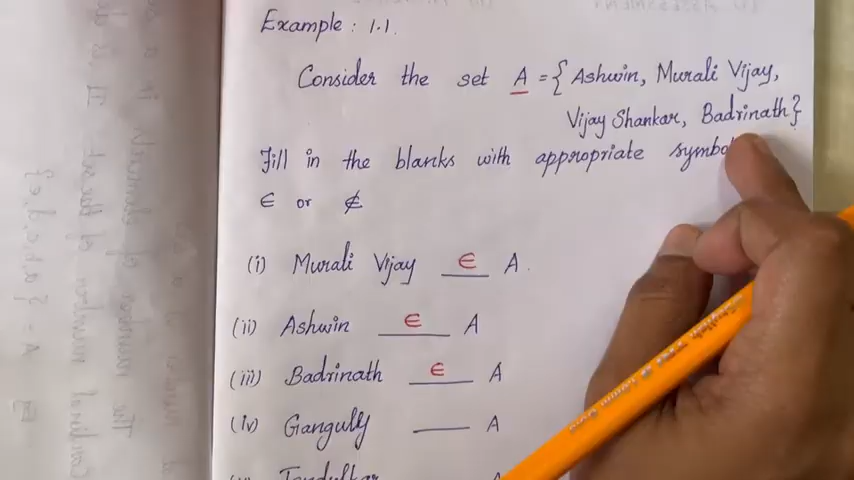 Example : 1.1.
Consider the set A = { Ashwin, Murali Vijay,
Vijay Shankar, Badrinath}
Fill in the blanks with appropriate
∈ or ∉
(i) Murali Vijay ∈ A.
(ii) Ashwin ∈ A
(iii) Badrinath ∈ A
(iv) Ganguly ___ A